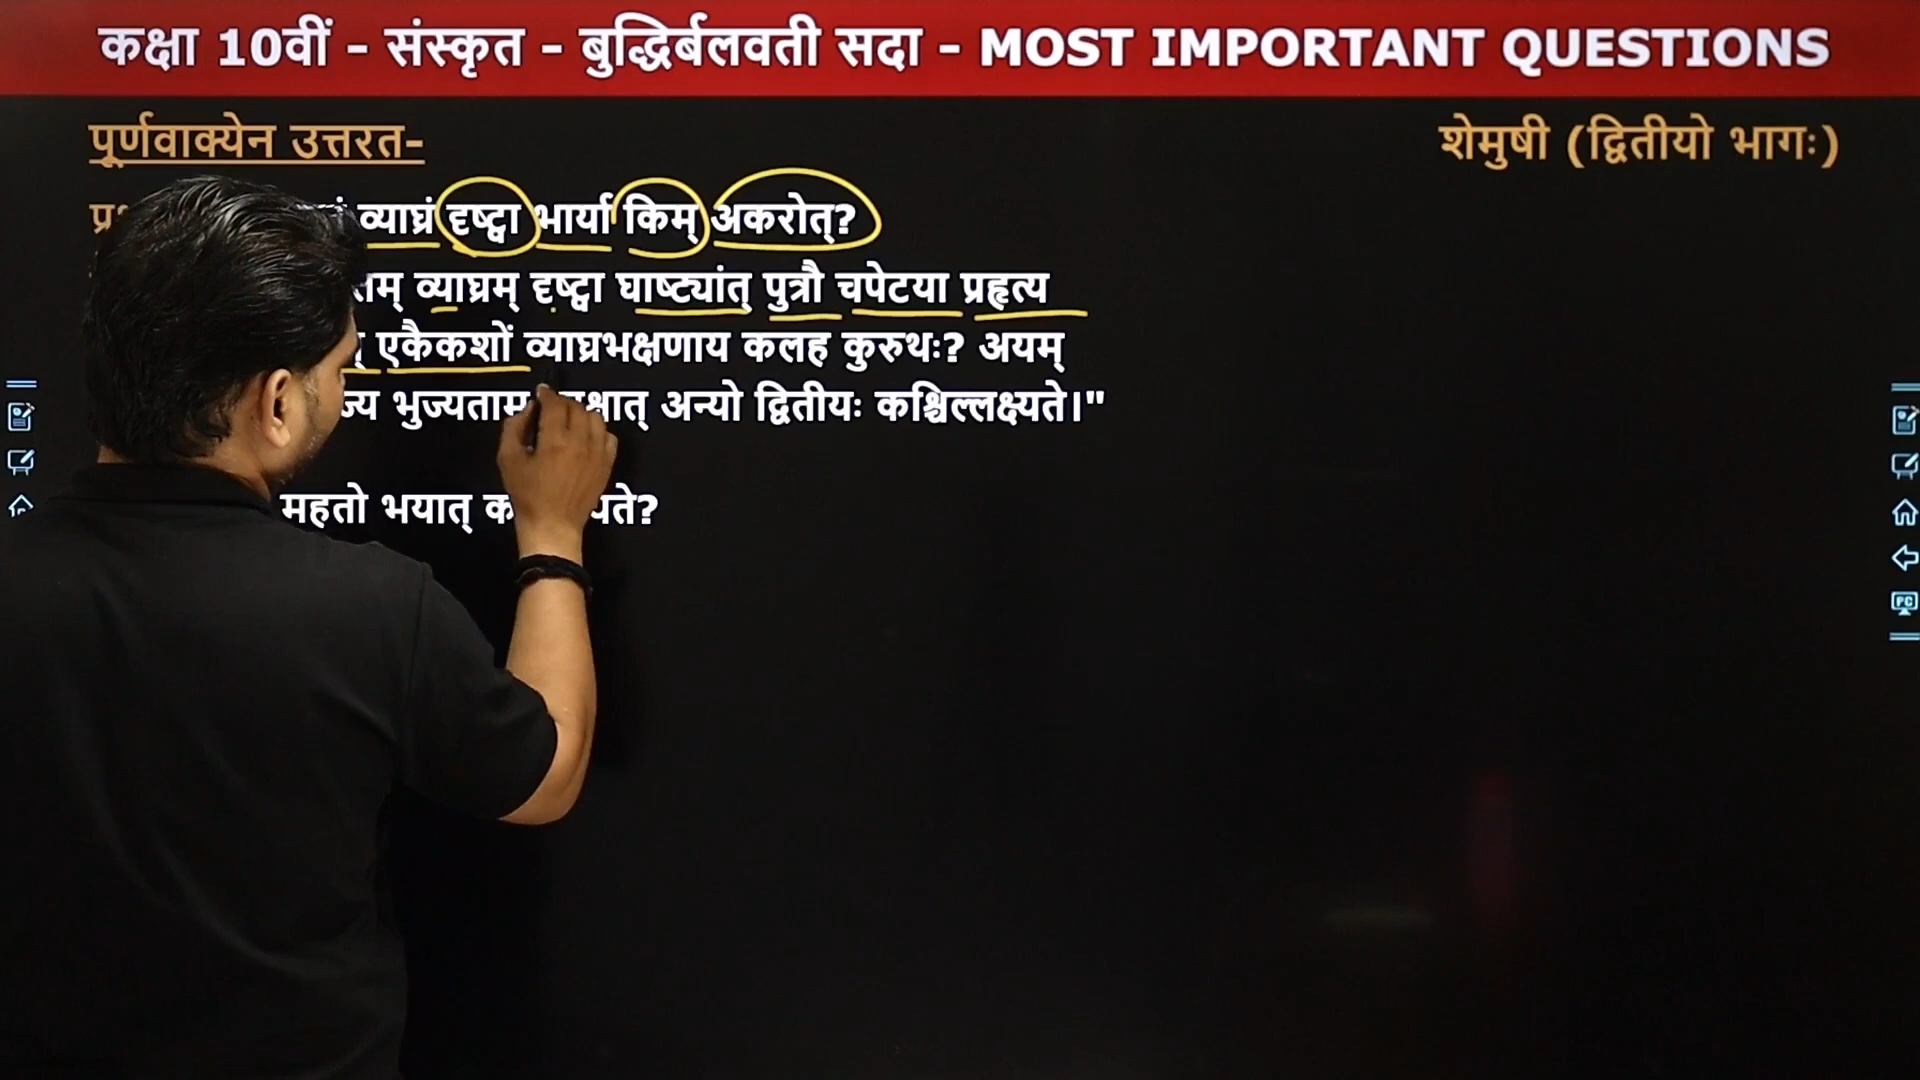 कक्षा 10वीं - संस्कृत - बुद्धिर्बलवती सदा - MOST IMPORTANT QUESTIONS
पूर्णवाक्येन उत्तरत-
शेमुषी (द्वितीयो भागः)
व्याघ्रं दृष्ट्वा भार्या किम् अकरोत्?
व्याघ्रम् दृष्ट्वा घाष्ट्यांत् पुत्रौ चपेटया प्रहृत्य
एकैकशों व्याघ्रभक्षणाय कलह कुरुथः? अयम्
भुज्यताम् अन्यो द्वितीयः कश्चिल्लक्ष्यते।"
महतो भयात्
PC